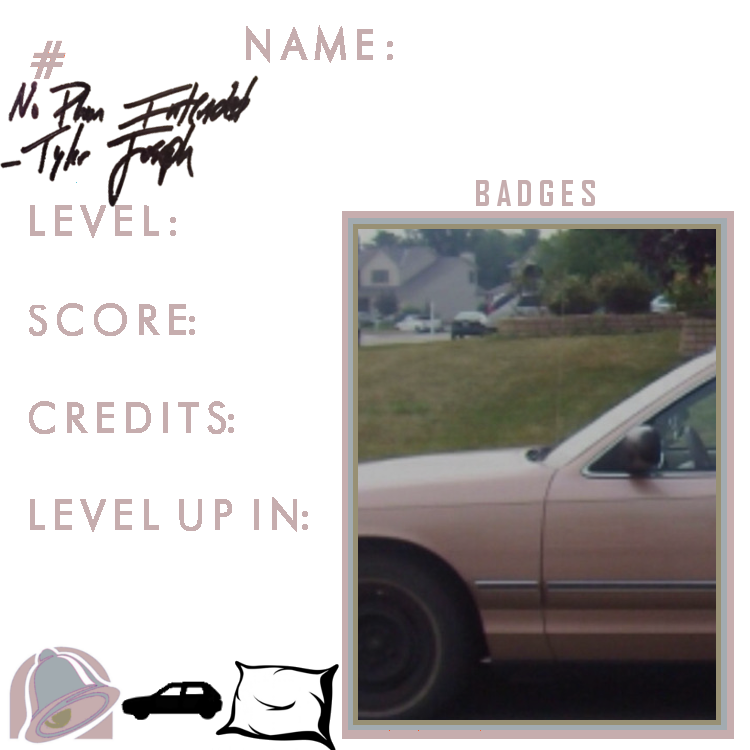 #
NAME:
No Phun Intended
-Tyler Joseph
BADGES
LEVEL:
SCORE:
CREDITS:
LEVEL UP IN: